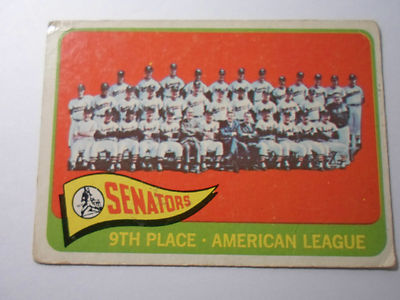 SENATORS
9TH PLACE · AMERICAN LEAGUE